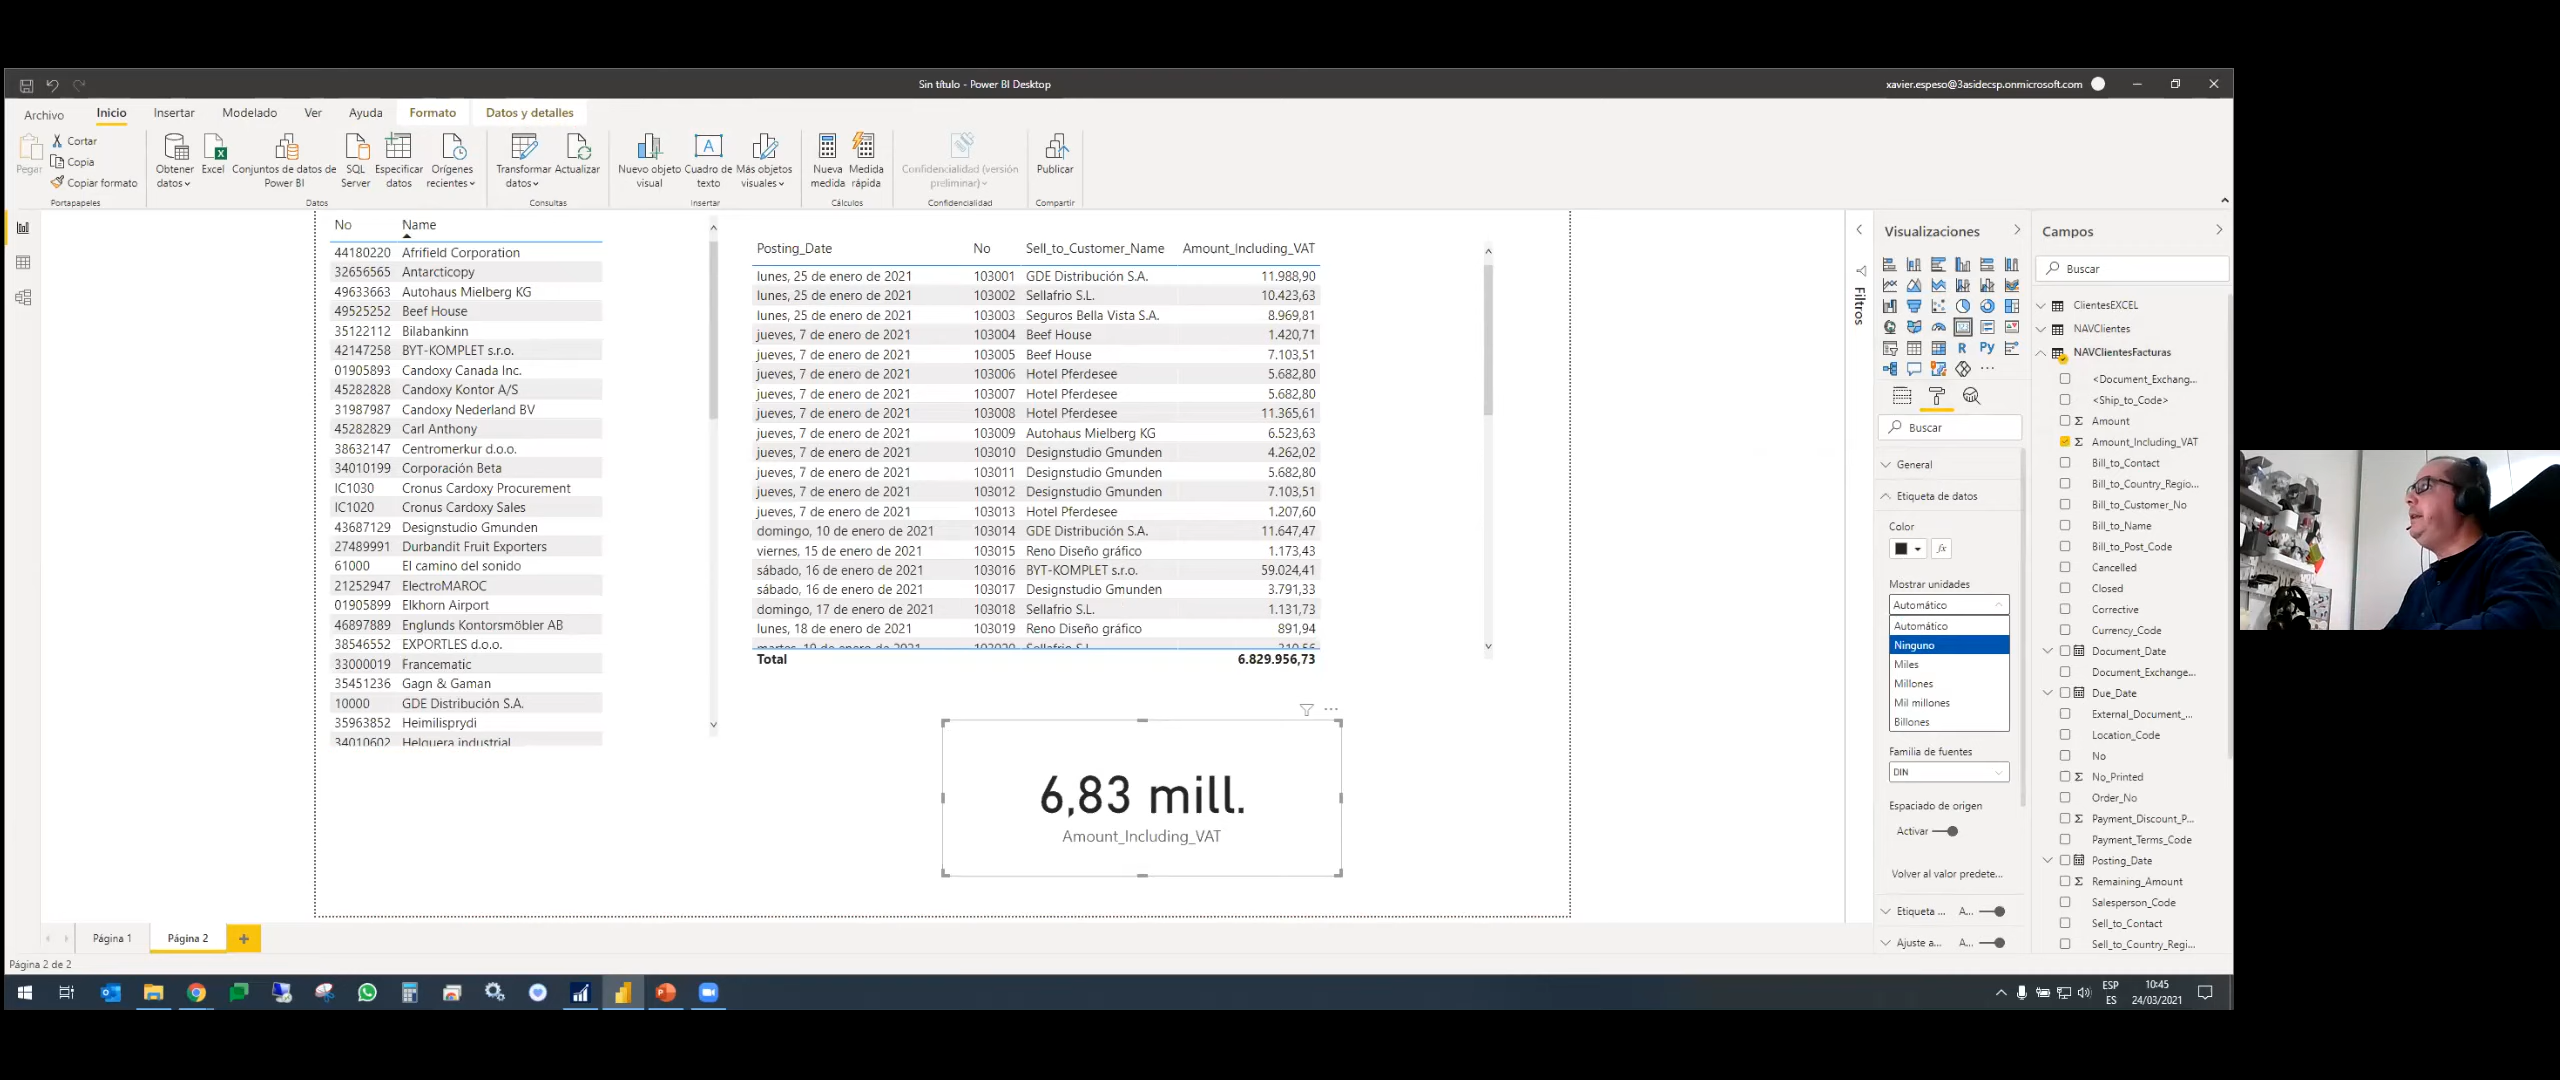 Sin título - Power BI Desktop
xavier.espeso@3asidecsp.onmicrosoft.com
Archivo Inicio Insertar Modelado Ver Ayuda Formato Datos y detalles
Pegar
Cortar
Copia
Copiar formato
Portapapeles
Obtener datos
Excel
Conjuntos de datos de Power BI
SQL Server
Especificar datos
Orígenes recientes
Datos
Transformar datos
Actualizar
Consultas
Nuevo objeto visual
Cuadro de texto
Más objetos visuales
Insertar
Nueva medida
Medida rápida
Cálculos
Confidencialidad (versión preliminar)
Confidencialidad
Publicar
Compartir
No Name
44180220 Afrifield Corporation
32656565 Antarcticopy
49633663 Autohaus Mielberg KG
49525252 Beef House
35122112 Bilabankinn
42147258 BYT-KOMPLET s.r.o.
01905893 Candoxy Canada Inc.
45282828 Candoxy Kontor A/S
31987987 Candoxy Nederland BV
45282829 Carl Anthony
38632147 Centromerkur d.o.o.
34010199 Corporación Beta
IC1030 Cronus Cardoxy Procurement
IC1020 Cronus Cardoxy Sales
43687129 Designstudio Gmunden
27489991 Durbandit Fruit Exporters
61000 El camino del sonido
21252947 ElectroMAROC
01905899 Elkhorn Airport
46897889 Englunds Kontorsmöbler AB
38546552 EXPORTLES d.o.o.
33000019 Francematic
35451236 Gagn & Gaman
10000 GDE Distribución S.A.
35963852 Heimilisprydi
34010602 Helguera industrial
Posting_Date No Sell_to_Customer_Name Amount_Including_VAT
lunes, 25 de enero de 2021 103001 GDE Distribución S.A. 11.988,90
lunes, 25 de enero de 2021 103002 Sellafrio S.L. 10.423,63
lunes, 25 de enero de 2021 103003 Seguros Bella Vista S.A. 8.969,81
jueves, 7 de enero de 2021 103004 Beef House 1.420,71
jueves, 7 de enero de 2021 103005 Beef House 7.103,51
jueves, 7 de enero de 2021 103006 Hotel Pferdesee 5.682,80
jueves, 7 de enero de 2021 103007 Hotel Pferdesee 5.682,80
jueves, 7 de enero de 2021 103008 Hotel Pferdesee 11.365,61
jueves, 7 de enero de 2021 103009 Autohaus Mielberg KG 6.523,63
jueves, 7 de enero de 2021 103010 Designstudio Gmunden 4.262,02
jueves, 7 de enero de 2021 103011 Designstudio Gmunden 5.682,80
jueves, 7 de enero de 2021 103012 Designstudio Gmunden 7.103,51
jueves, 7 de enero de 2021 103013 Hotel Pferdesee 1.207,60
domingo, 10 de enero de 2021 103014 GDE Distribución S.A. 11.647,47
viernes, 15 de enero de 2021 103015 Reno Diseño gráfico 1.173,43
sábado, 16 de enero de 2021 103016 BYT-KOMPLET s.r.o. 59.024,41
sábado, 16 de enero de 2021 103017 Designstudio Gmunden 3.791,33
domingo, 17 de enero de 2021 103018 Sellafrio S.L. 1.131,73
lunes, 18 de enero de 2021 103019 Reno Diseño gráfico 891,94
martes, 19 de enero de 2021 103020 Sellafrio S.L.
Total 6.829.956,73
6,83 mill.
Amount_Including_VAT
Filtros
Visualizaciones
R Py
Buscar
General
Etiqueta de datos
Color
fx
Mostrar unidades
Automático
Automático
Ninguno
Miles
Millones
Mil millones
Billones
Familia de fuentes
DIN
Espaciado de origen
Activar
Volver al valor predete...
Etiqueta ... A...
Ajuste a... A...
Campos
Buscar
ClientesEXCEL
NAVClientes
NAVClientesFacturas
<Document_Exchang...
<Ship_to_Code>
Amount
Amount_Including_VAT
Bill_to_Contact
Bill_to_Country_Regio...
Bill_to_Customer_No
Bill_to_Name
Bill_to_Post_Code
Cancelled
Closed
Corrective
Currency_Code
Document_Date
Document_Exchange...
Due_Date
External_Document_...
Location_Code
No
No_Printed
Order_No
Payment_Discount_P...
Payment_Terms_Code
Posting_Date
Remaining_Amount
Salesperson_Code
Sell_to_Contact
Sell_to_Country_Regi...
Página 1 Página 2 +
Página 2 de 2
ESP
ES
10:45
24/03/2021